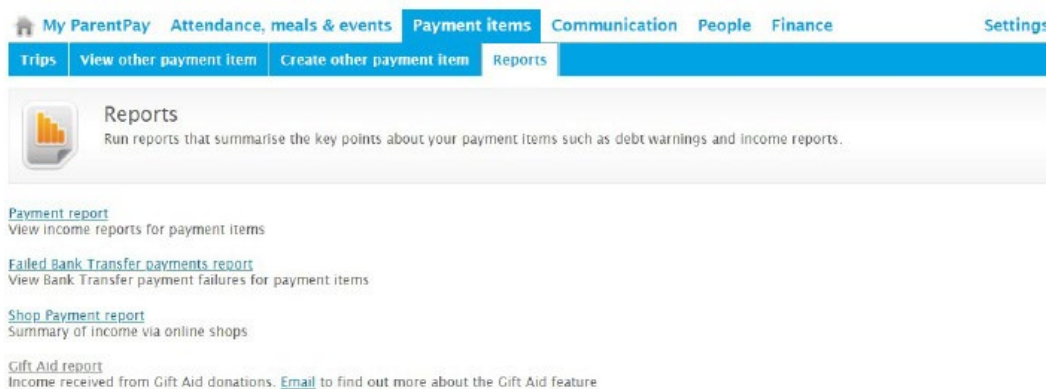 My ParentPay Attendance, meals & events Payment items Communication People Finance Settings
Trips View other payment item Create other payment item Reports
Reports
Run reports that summarise the key points about your payment items such as debt warnings and income reports.
Payment report
View income reports for payment items
Failed Bank Transfer payments report
View Bank Transfer payment failures for payment items
Shop Payment report
Summary of income via online shops
Gift Aid report
Income received from Gift Aid donations. Email to find out more about the Gift Aid feature